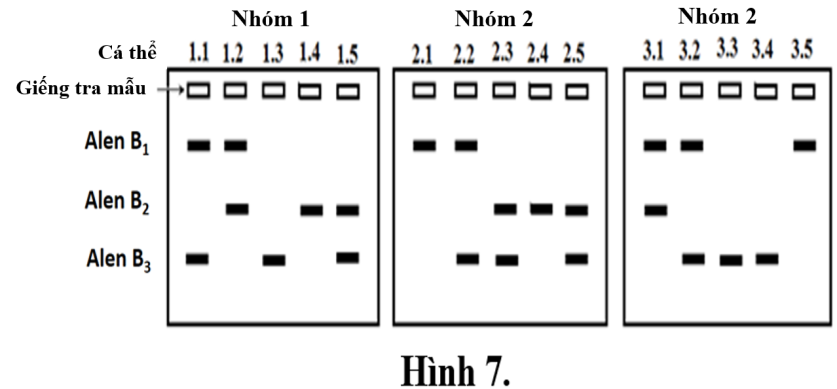 Nhóm 1 Nhóm 2 Nhóm 2
Cá thể 1.1 1.2 1.3 1.4 1.5 2.1 2.2 2.3 2.4 2.5 3.1 3.2 3.3 3.4 3.5
Giếng tra mẫu
Alen B₁
Alen B₂
Alen B₃
Hình 7.